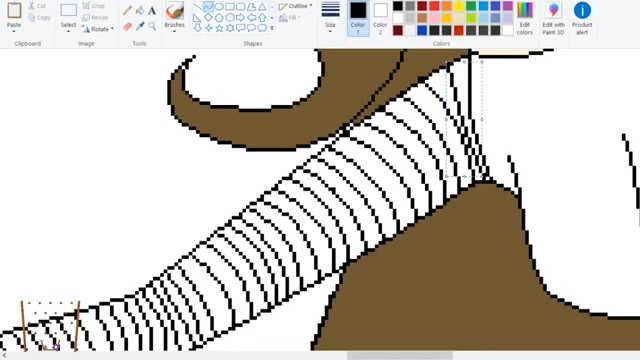 Paste
Cut
Copy
Clipboard
Select
Crop
Resize
Rotate
Image
Tools
Brushes
Outline
Fill
Shapes
Size
Color 1
Color 2
Colors
Edit colors
Edit with Paint 3D
Product alert